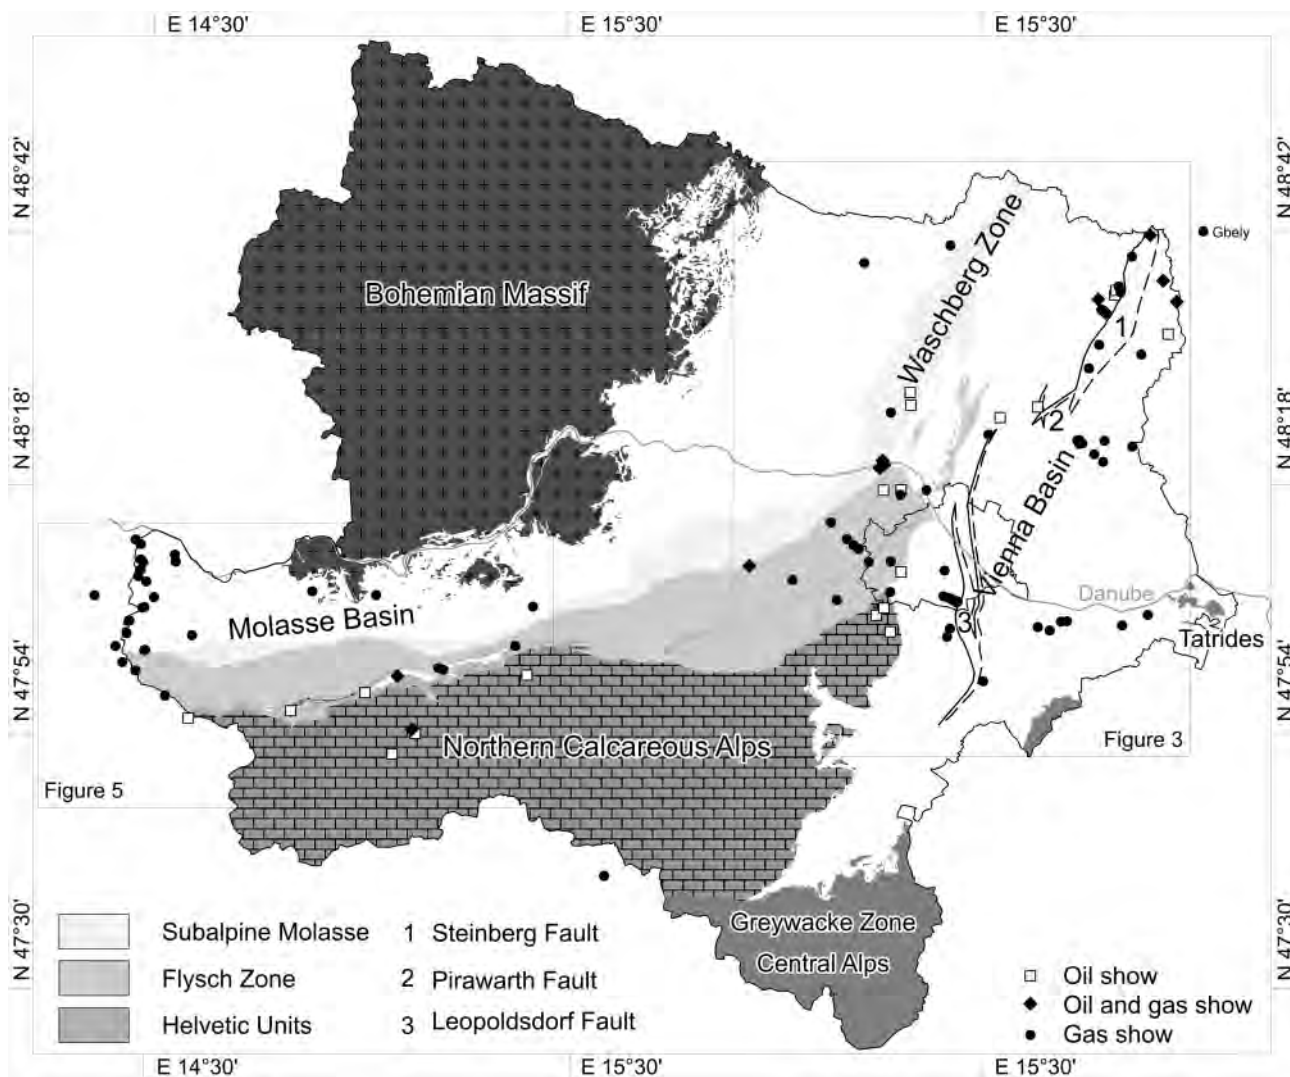 E 14°30'
E 15°30'
E 15°30'
N 48°42'
N 48°42'
Gbely
Waschberg Zone
Bohemian Massif
1
N 48°18'
N 48°18'
2
Vienna Basin
Danube
Molasse Basin
3
Tatrides
N 47°54'
N 47°54'
Northern Calcareous Alps
Figure 3
Figure 5
N 47°30'
N 47°30'
Greywacke Zone
Central Alps
Subalpine Molasse
Flysch Zone
Helvetic Units
1 Steinberg Fault
2 Pirawarth Fault
3 Leopoldsdorf Fault
Oil show
Oil and gas show
Gas show
E 14°30'
E 15°30'
E 15°30'